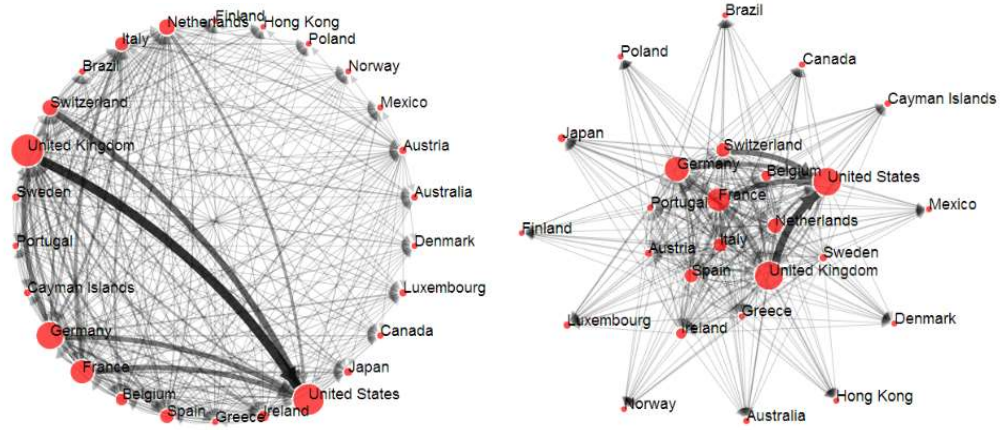 Finland
Netherlands
Hong Kong
Italy
Poland
Brazil
Norway
Switzerland
Mexico
United Kingdom
Austria
Sweden
Australia
Portugal
Denmark
Cayman Islands
Luxembourg
Germany
Canada
France
Japan
Belgium
United States
Spain
Greece
Ireland
Brazil
Poland
Canada
Cayman Islands
Japan
Switzerland
Germany
Belgium
United States
France
Portugal
Mexico
Netherlands
Finland
Italy
Austria
Sweden
Spain
United Kingdom
Greece
Luxembourg
Ireland
Denmark
Hong Kong
Norway
Australia